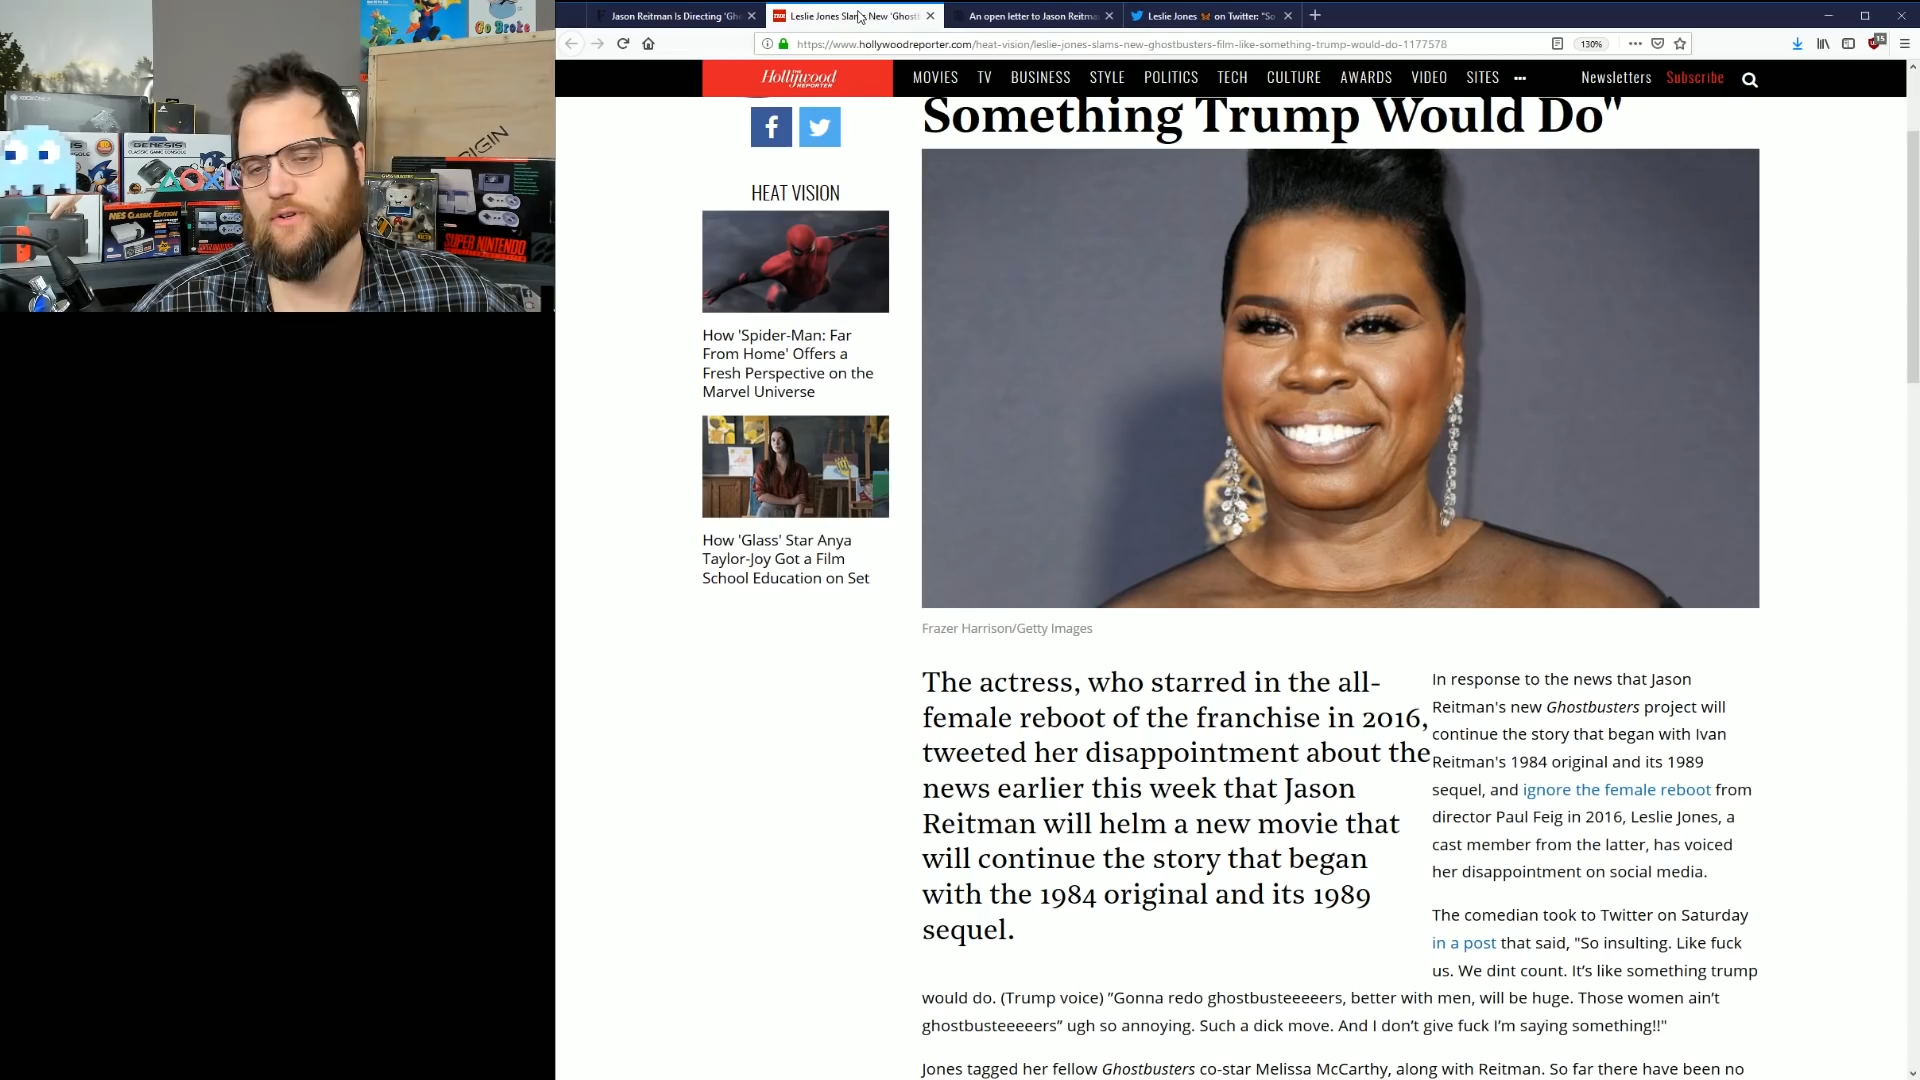 Jason Reitman Is Directing 'Gh
Leslie Jones Slams New 'Ghost
An open letter to Jason Reitma
Leslie Jones on Twitter: "So
https://www.hollywoodreporter.com/heat-vision/leslie-jones-slams-new-ghostbusters-film-like-something-trump-would-do-1177578
130%
15
The Hollywood
REPORTER
MOVIES TV BUSINESS STYLE POLITICS TECH CULTURE AWARDS VIDEO SITES
Newsletters Subscribe
Something Trump Would Do"
HEAT VISION
How 'Spider-Man: Far
From Home' Offers a
Fresh Perspective on the
Marvel Universe
How 'Glass' Star Anya
Taylor-Joy Got a Film
School Education on Set
Frazer Harrison/Getty Images
The actress, who starred in the all-
female reboot of the franchise in 2016,
tweeted her disappointment about the
news earlier this week that Jason
Reitman will helm a new movie that
will continue the story that began
with the 1984 original and its 1989
sequel.
In response to the news that Jason
Reitman's new Ghostbusters project will
continue the story that began with Ivan
Reitman's 1984 original and its 1989
sequel, and ignore the female reboot from
director Paul Feig in 2016, Leslie Jones, a
cast member from the latter, has voiced
her disappointment on social media.
The comedian took to Twitter on Saturday
in a post that said, "So insulting. Like fuck
us. We dint count. It's like something trump
would do. (Trump voice) "Gonna redo ghostbusteeeeers, better with men, will be huge. Those women ain't
ghostbusteeeeers" ugh so annoying. Such a dick move. And I don't give fuck I'm saying something!!"
Jones tagged her fellow Ghostbusters co-star Melissa McCarthy, along with Reitman. So far there have been no
Go Broke
GENESIS
NES CLASSIC EDITION
SUPER NINTENDO